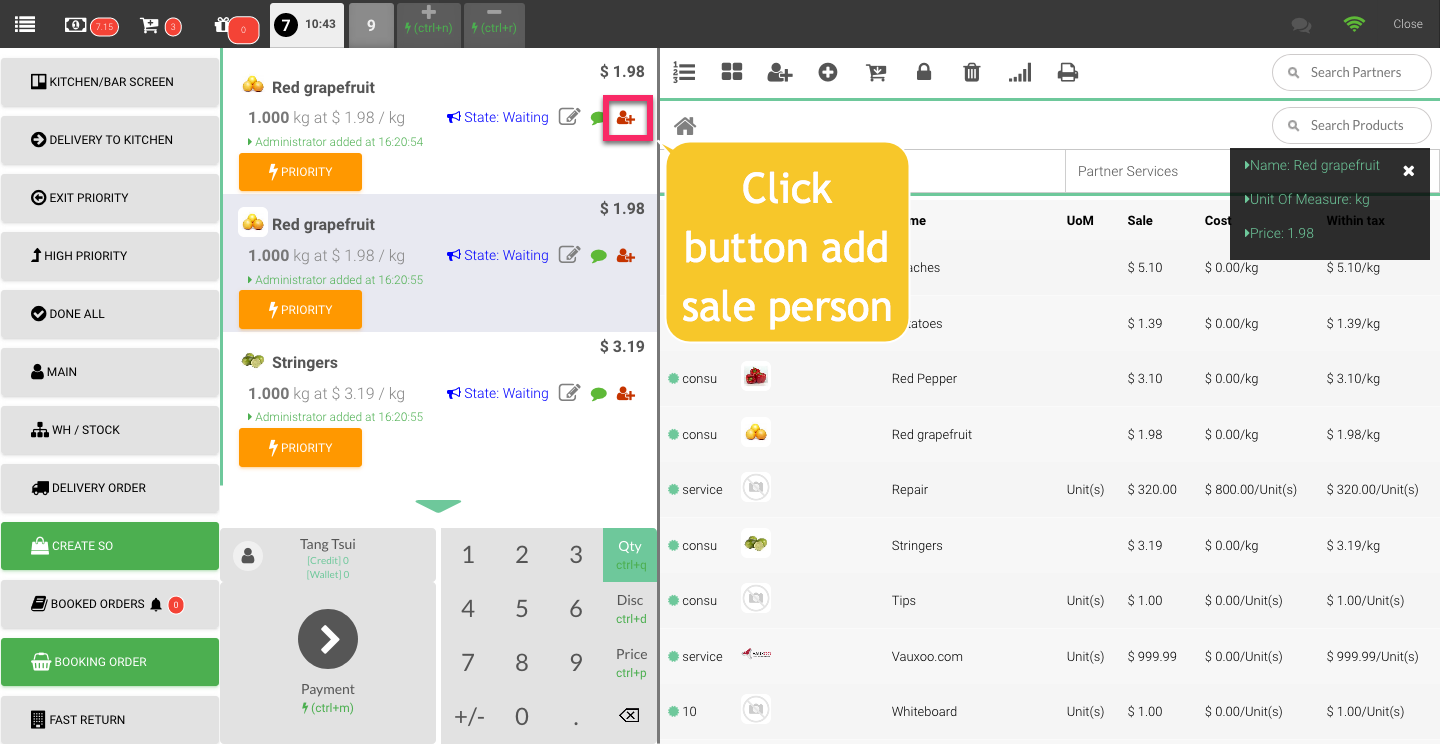 7.15
3
0
7 10:43
9
(ctrl+n)
(ctrl+r)
Close
KITCHEN/BAR SCREEN
DELIVERY TO KITCHEN
EXIT PRIORITY
HIGH PRIORITY
DONE ALL
MAIN
WH / STOCK
DELIVERY ORDER
CREATE SO
BOOKED ORDERS 0
BOOKING ORDER
FAST RETURN
$ 1.98
Red grapefruit
1.000 kg at $ 1.98 / kg
State: Waiting
Administrator added at 16:20:54
PRIORITY
$ 1.98
Red grapefruit
1.000 kg at $ 1.98 / kg
State: Waiting
Administrator added at 16:20:55
PRIORITY
$ 3.19
Stringers
1.000 kg at $ 3.19 / kg
State: Waiting
Administrator added at 16:20:55
PRIORITY
Tang Tsui
[Credit] 0
[Wallet] 0
Payment
(ctrl+m)
1 2 3 Qty
ctrl+q
4 5 6 Disc
ctrl+d
7 8 9 Price
ctrl+p
+/- 0 .
Search Partners
Search Products
Click
button add
sale person
Partner Services
Name: Red grapefruit
Unit Of Measure: kg
Price: 1.98
me UoM Sale Cost Within tax
aches $ 5.10 $ 0.00/kg $ 5.10/kg
atoes $ 1.39 $ 0.00/kg $ 1.39/kg
consu Red Pepper $ 3.10 $ 0.00/kg $ 3.10/kg
consu Red grapefruit $ 1.98 $ 0.00/kg $ 1.98/kg
service Repair Unit(s) $ 320.00 $ 800.00/Unit(s) $ 320.00/Unit(s)
consu Stringers $ 3.19 $ 0.00/kg $ 3.19/kg
consu Tips Unit(s) $ 1.00 $ 0.00/Unit(s) $ 1.00/Unit(s)
service Vauxoo.com Unit(s) $ 999.99 $ 0.00/Unit(s) $ 999.99/Unit(s)
10 Whiteboard Unit(s) $ 1.00 $ 0.00/Unit(s) $ 1.00/Unit(s)